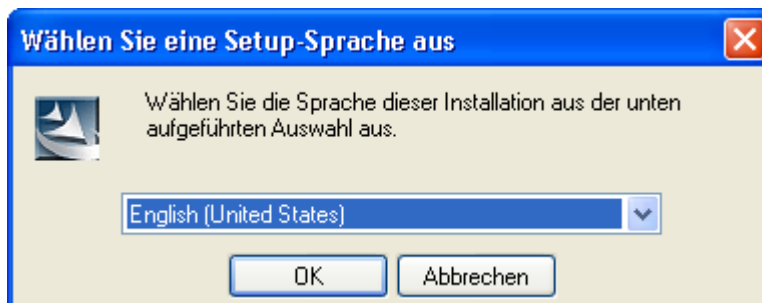 Wählen Sie eine Setup-Sprache aus
Wählen Sie die Sprache dieser Installation aus der unten
aufgeführten Auswahl aus.
English (United States)
OK Abbrechen